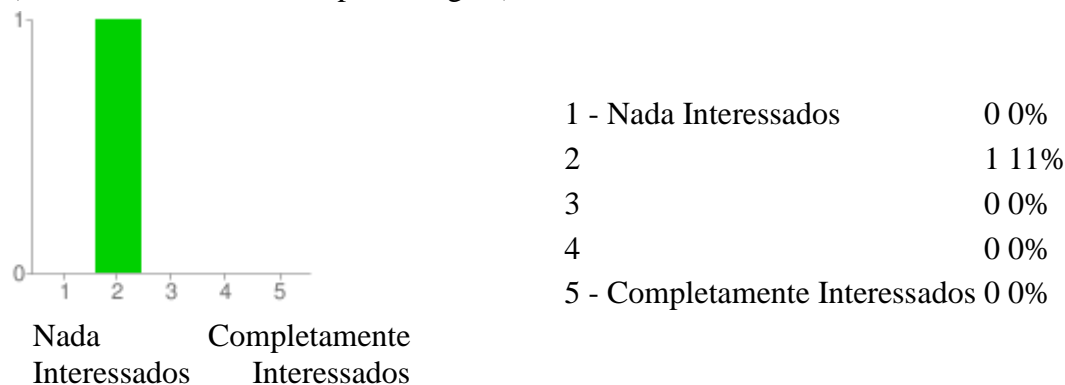 1
0
1 2 3 4 5
Nada Completamente
Interessados Interessados
1 - Nada Interessados 0 0%
2 1 11%
3 0 0%
4 0 0%
5 - Completamente Interessados 0 0%